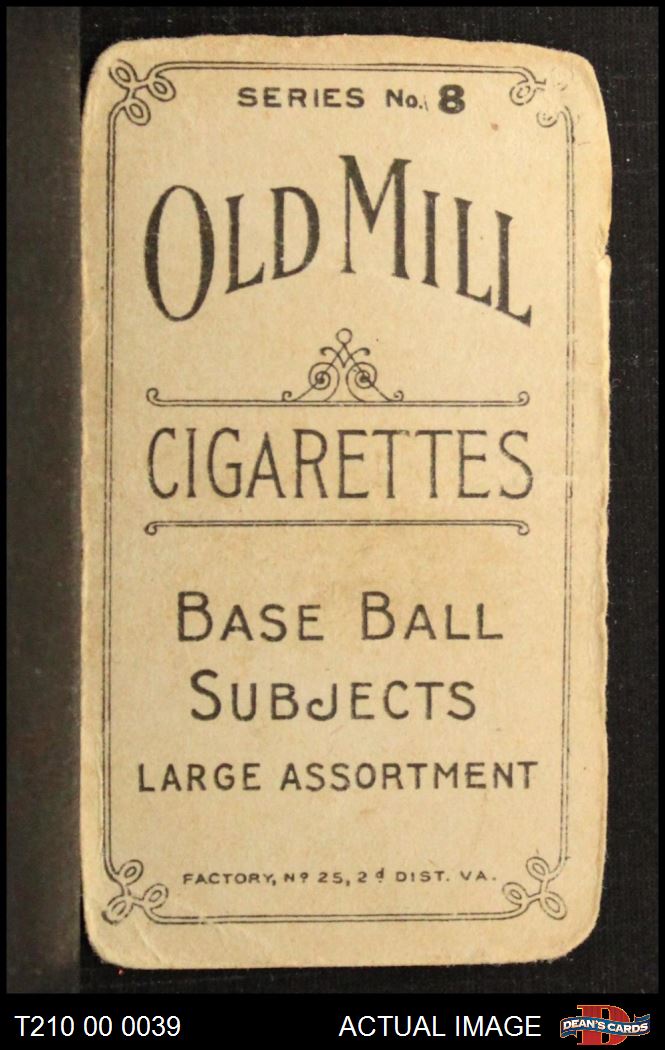 SERIES No. 8
OLD MILL
CIGARETTES
BASE BALL
SUBJECTS
LARGE ASSORTMENT
FACTORY, Nº 25, 2d DIST. VA.
T210 00 0039 ACTUAL IMAGE DEAN'S CARDS